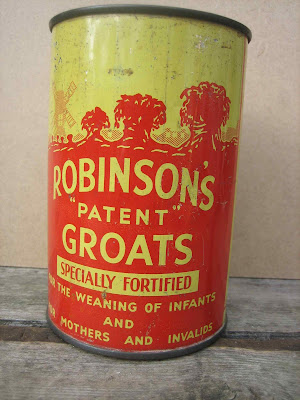 ROBINSON'S
"PATENT"
GROATS
SPECIALLY FORTIFIED
THE WEANING OF INFANTS
AND
MOTHERS AND INVALIDS